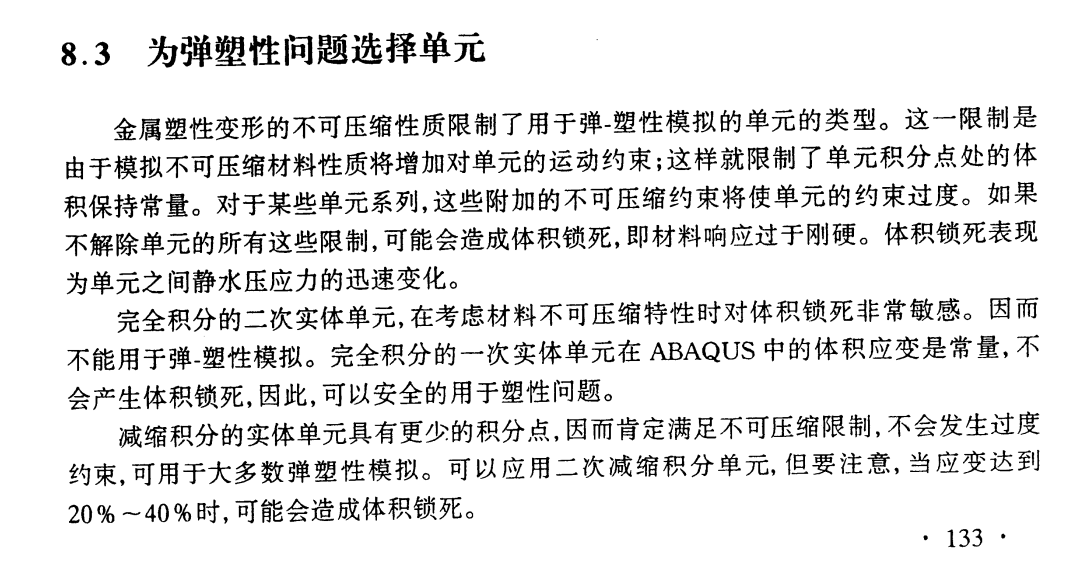 8.3 为弹塑性问题选择单元
金属塑性变形的不可压缩性质限制了用于弹-塑性模拟的单元的类型。这一限制是
由于模拟不可压缩材料性质将增加对单元的运动约束;这样就限制了单元积分点处的体
积保持常量。对于某些单元系列,这些附加的不可压缩约束将使单元的约束过度。如果
不解除单元的所有这些限制,可能会造成体积锁死,即材料响应过于刚硬。体积锁死表现
为单元之间静水压应力的迅速变化。
完全积分的二次实体单元,在考虑材料不可压缩特性时对体积锁死非常敏感。因而
不能用于弹-塑性模拟。完全积分的一次实体单元在 ABAQUS 中的体积应变是常量,不
会产生体积锁死,因此,可以安全的用于塑性问题。
减缩积分的实体单元具有更少的积分点,因而肯定满足不可压缩限制,不会发生过度
约束,可用于大多数弹塑性模拟。可以应用二次减缩积分单元,但要注意,当应变达到
20%~40%时,可能会造成体积锁死。
· 133 ·